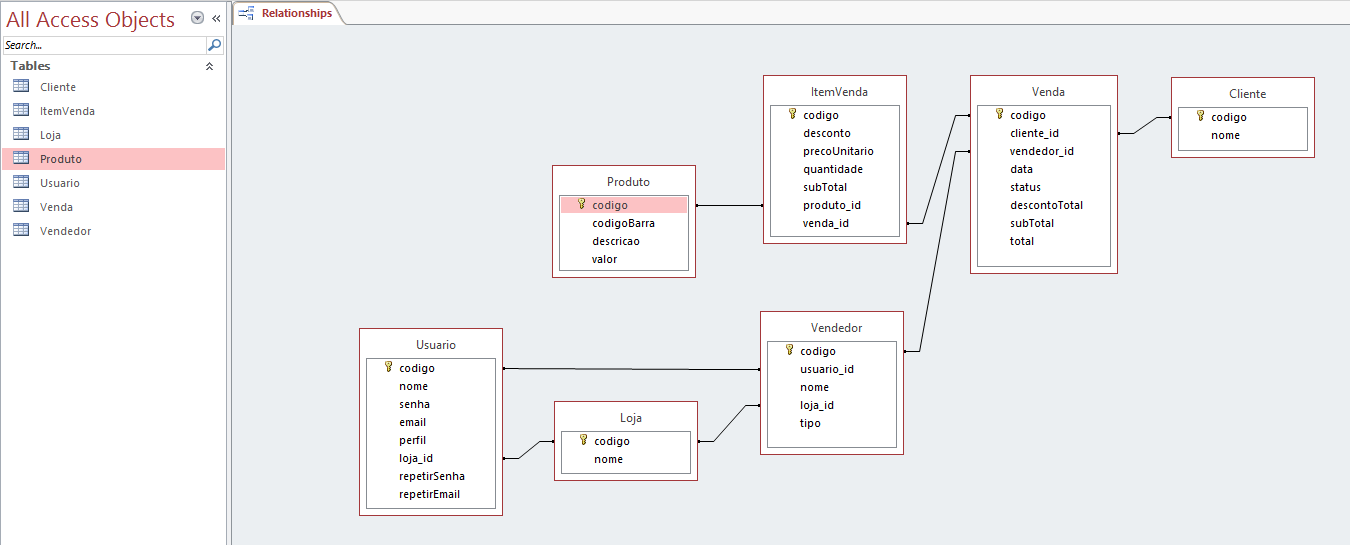 All Access Objects
Search...
Tables
Cliente
ItemVenda
Loja
Produto
Usuario
Venda
Vendedor
Relationships
Produto
codigo
codigoBarra
descricao
valor
ItemVenda
codigo
desconto
precoUnitario
quantidade
subTotal
produto_id
venda_id
Venda
codigo
cliente_id
vendedor_id
data
status
descontoTotal
subTotal
total
Cliente
codigo
nome
Usuario
codigo
nome
senha
email
perfil
loja_id
repetirSenha
repetirEmail
Loja
codigo
nome
Vendedor
codigo
usuario_id
nome
loja_id
tipo